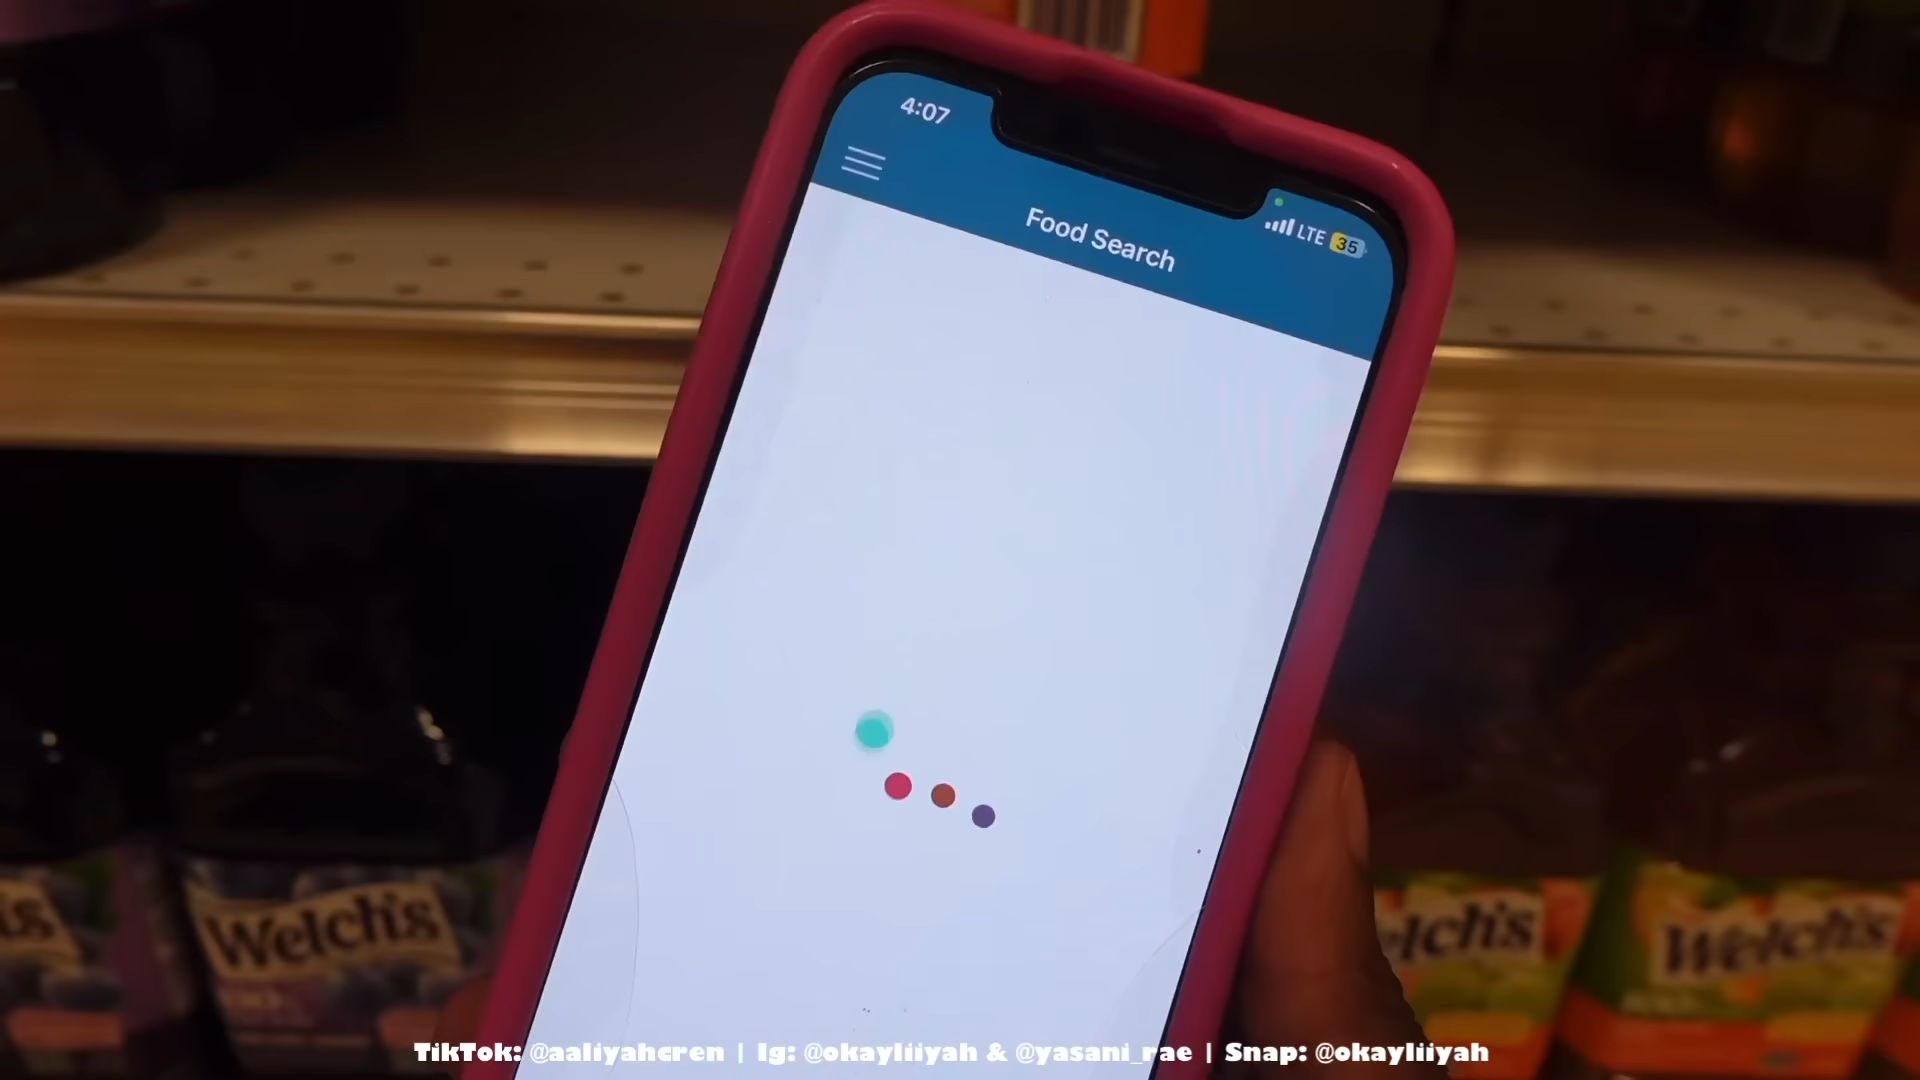 4:07
LTE 35
Food Search
Welch's
Welch's
TikTok: @aaliyahcren | Ig: @okayliiyah & @yasani_rae | Snap: @okayliiyah